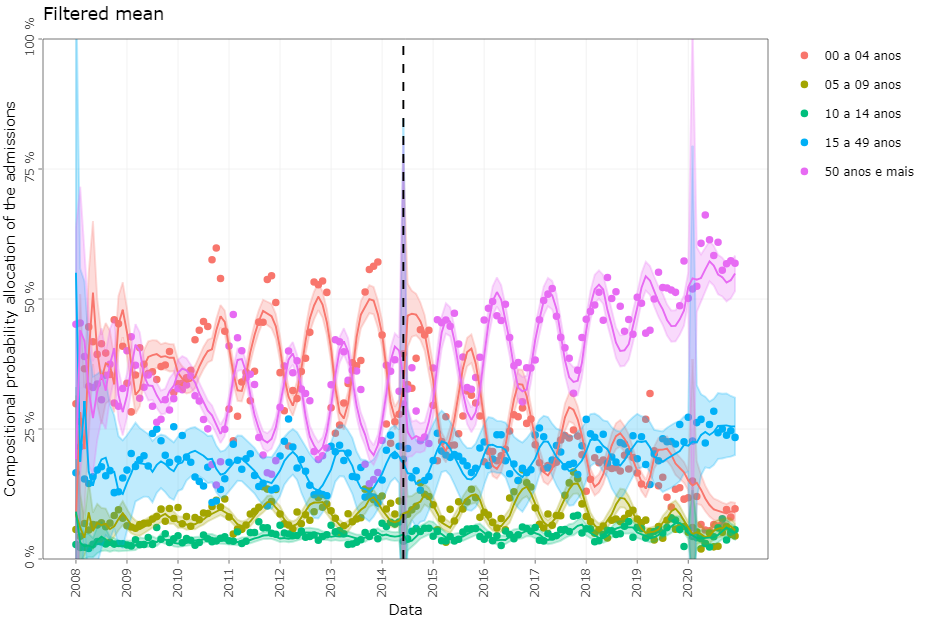 Filtered mean
Compositional probability allocation of the admissions
100 %
75 %
50 %
25 %
0 %
2008
2009
2010
2011
2012
2013
2014
2015
2016
2017
2018
2019
2020
Data
00 a 04 anos
05 a 09 anos
10 a 14 anos
15 a 49 anos
50 anos e mais